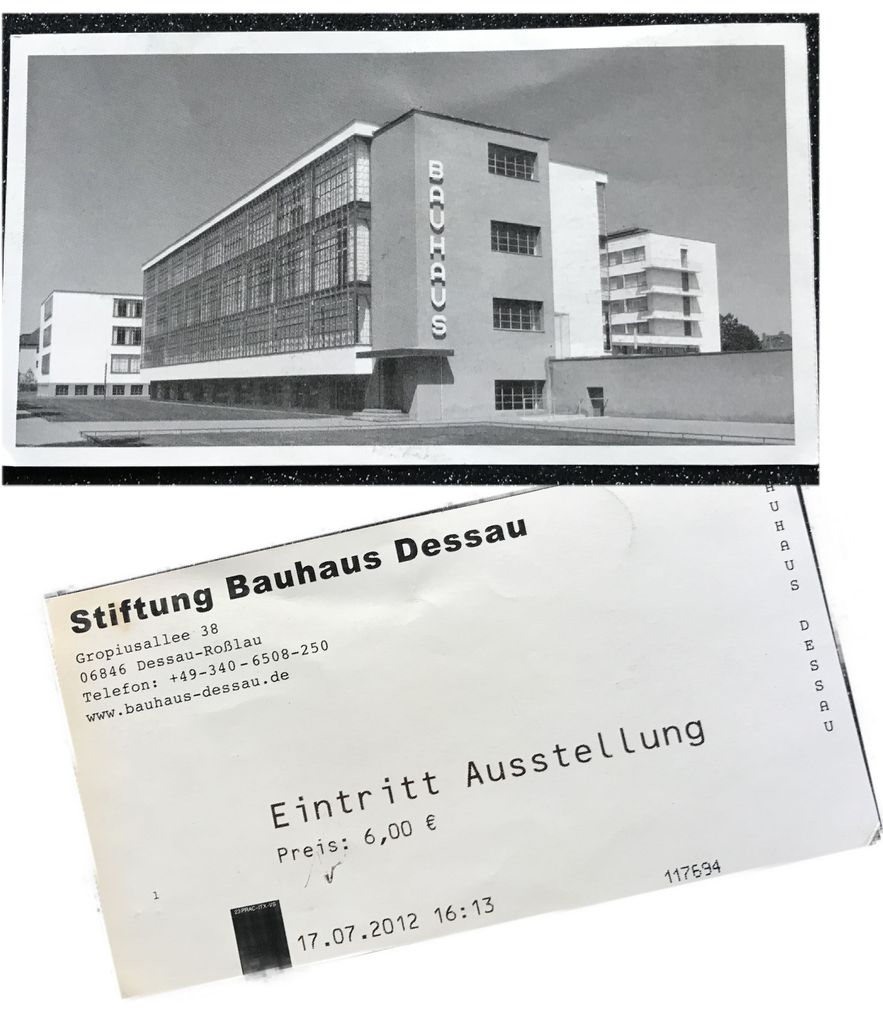 BAUHAUS
Stiftung Bauhaus Dessau
Gropiusallee 38
06846 Dessau-Roßlau
Telefon: +49-340-6508-250
www.bauhaus-dessau.de
Eintritt Ausstellung
Preis: 6,00 €
1
17.07.2012 16:13
117694
AUHAUS DESSAU